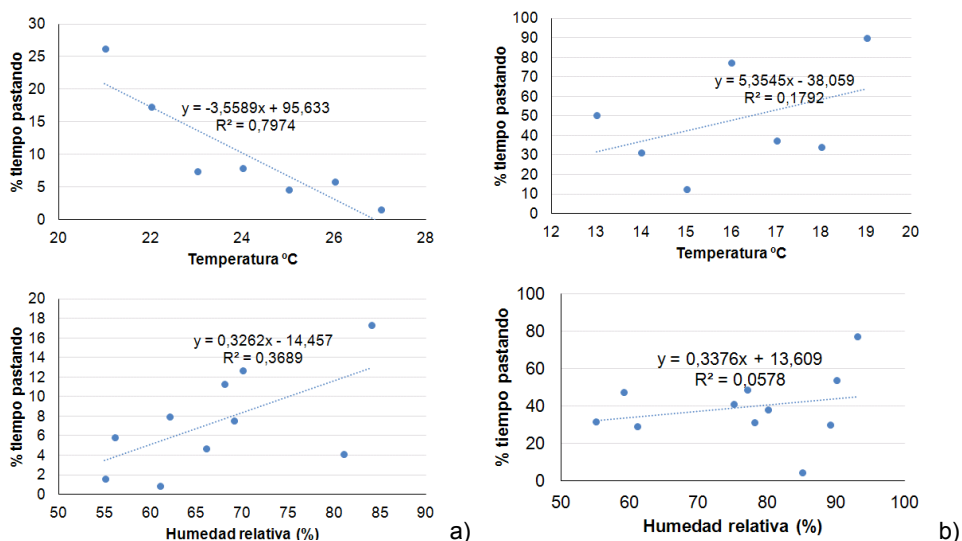 % tiempo pastando
30
25
20
15
10
5
0
y = -3,5589x + 95,633
R² = 0,7974
20 22 24 26 28
Temperatura ºC
% tiempo pastando
100
90
80
70
60
50
40
30
20
10
0
y = 5,3545x - 38,059
R² = 0,1792
12 13 14 15 16 17 18 19 20
Temperatura ºC
% tiempo pastando
20
18
16
14
12
10
8
6
4
2
0
y = 0,3262x - 14,457
R² = 0,3689
50 55 60 65 70 75 80 85 90
Humedad relativa (%)
a)
% tiempo pastando
100
80
60
40
20
0
y = 0,3376x + 13,609
R² = 0,0578
50 60 70 80 90 100
Humedad relativa (%)
b)